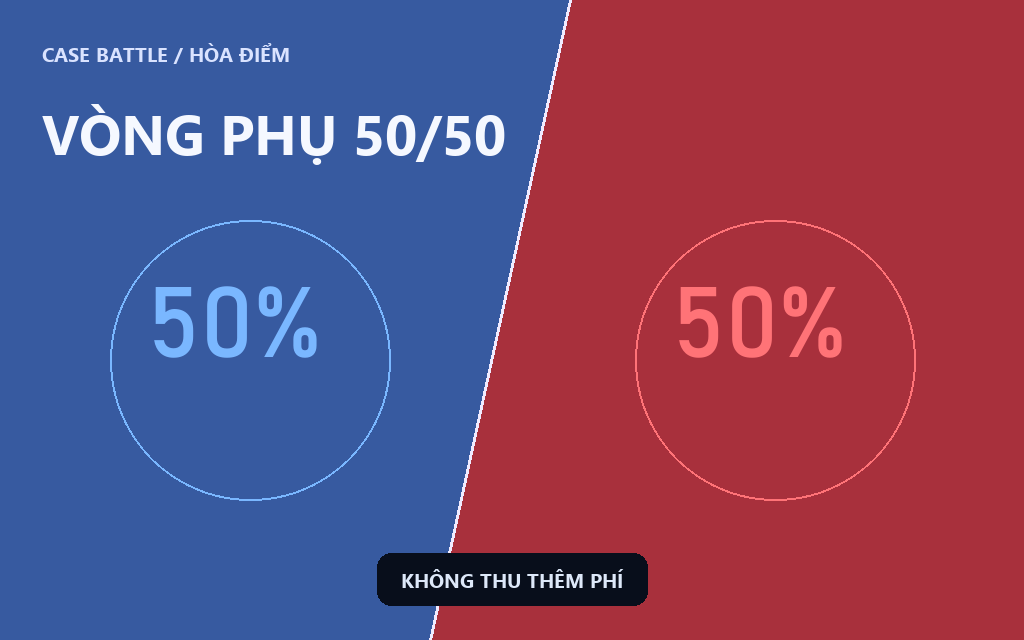 CASE BATTLE / HÒA ĐIỂM
VÒNG PHỤ 50/50
50%
50%
KHÔNG THU THÊM PHÍ